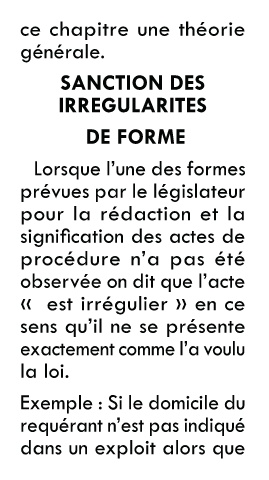 ce chapitre une théorie
générale.
SANCTION DES
IRREGULARITES
DE FORME
Lorsque l'une des formes
prévues par le législateur
pour la rédaction et la
signification des actes de
procédure n'a pas été
observée on dit que l'acte
«  est irrégulier » en ce
sens qu'il ne se présente
exactement comme l'a voulu
la loi.
Exemple : Si le domicile du
requérant n'est pas indiqué
dans un exploit alors que